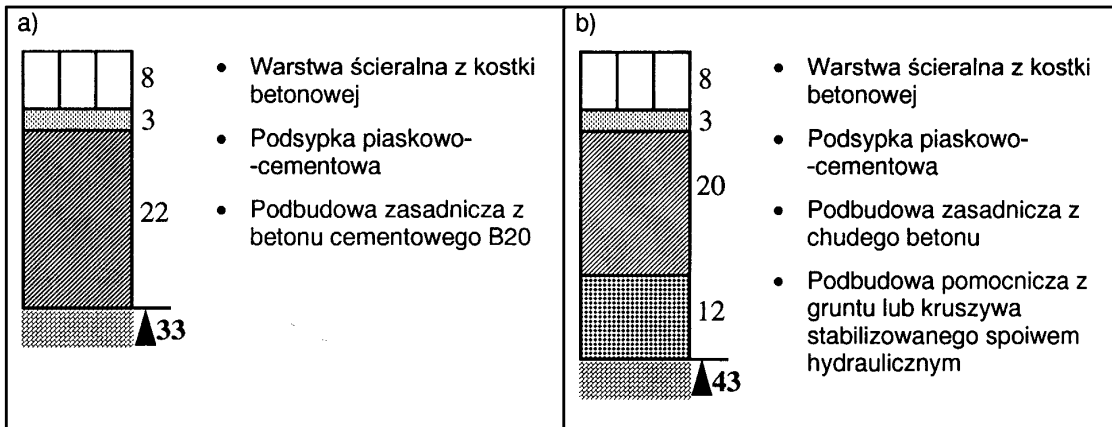 a)
8
3
22
33
• Warstwa ścieralna z kostki
betonowej
• Podsypka piaskowo-
-cementowa
• Podbudowa zasadnicza z
betonu cementowego B20
b)
8
3
20
12
43
• Warstwa ścieralna z kostki
betonowej
• Podsypka piaskowo-
-cementowa
• Podbudowa zasadnicza z
chudego betonu
• Podbudowa pomocnicza z
gruntu lub kruszywa
stabilizowanego spoiwem
hydraulicznym